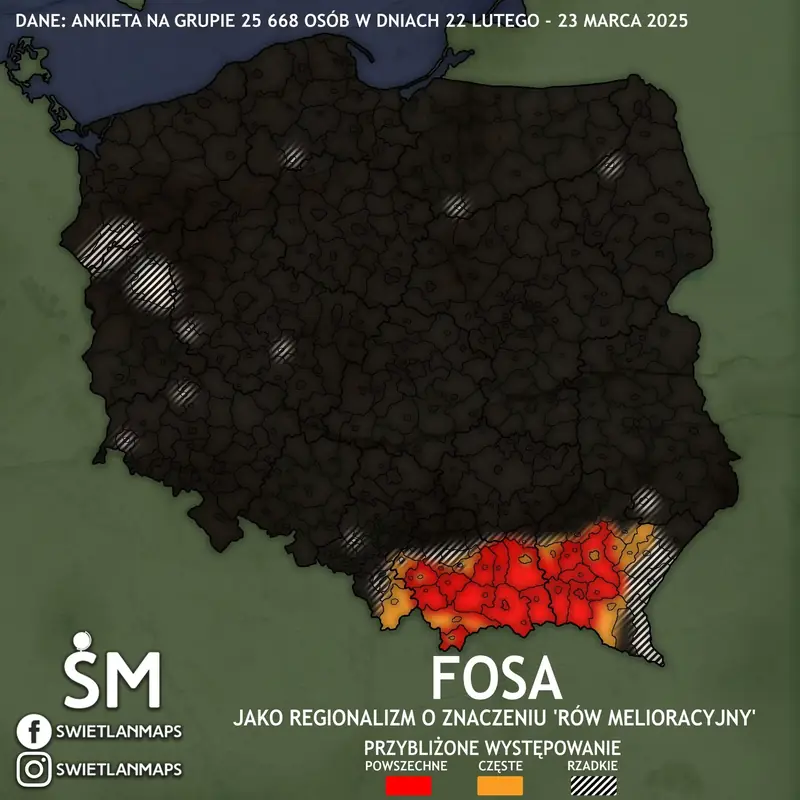 DANE: ANKIETA NA GRUPIE 25 668 OSÓB W DNIACH 22 LUTEGO - 23 MARCA 2025
ŚM
SWIETLANMAPS
SWIETLANMAPS
FOSA
JAKO REGIONALIZM O ZNACZENIU 'RÓW MELIORACYJNY'
PRZYBLIŻONE WYSTĘPOWANIE
POWSZECHNE CZĘSTE RZADKIE